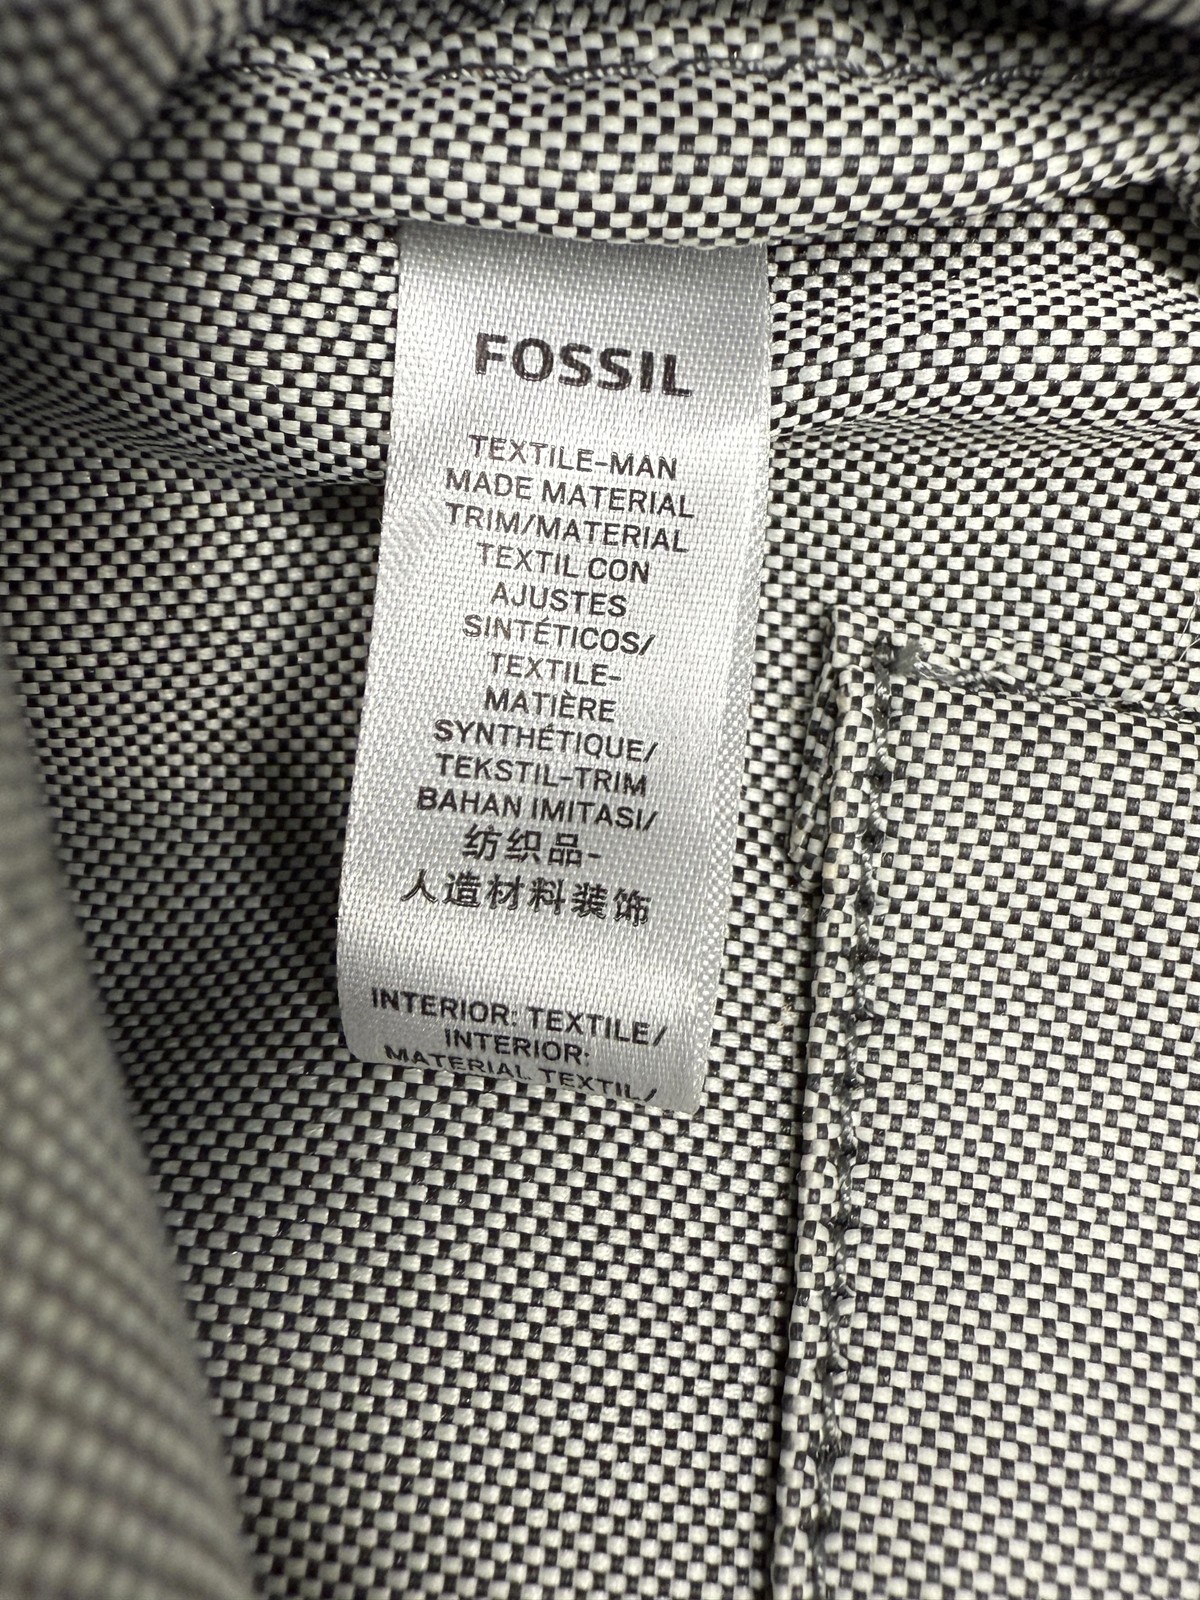 FOSSIL
TEXTILE-MAN
MADE MATERIAL
TRIM/MATERIAL
TEXTIL CON
AJUSTES
SINTÉTICOS/
TEXTILE-
MATIÈRE
SYNTHÉTIQUE/
TEKSTIL-TRIM
BAHAN IMITASI/
纺织品-
人造材料装饰
INTERIOR: TEXTILE/
INTERIOR:
MATERIAL TEXTIL/